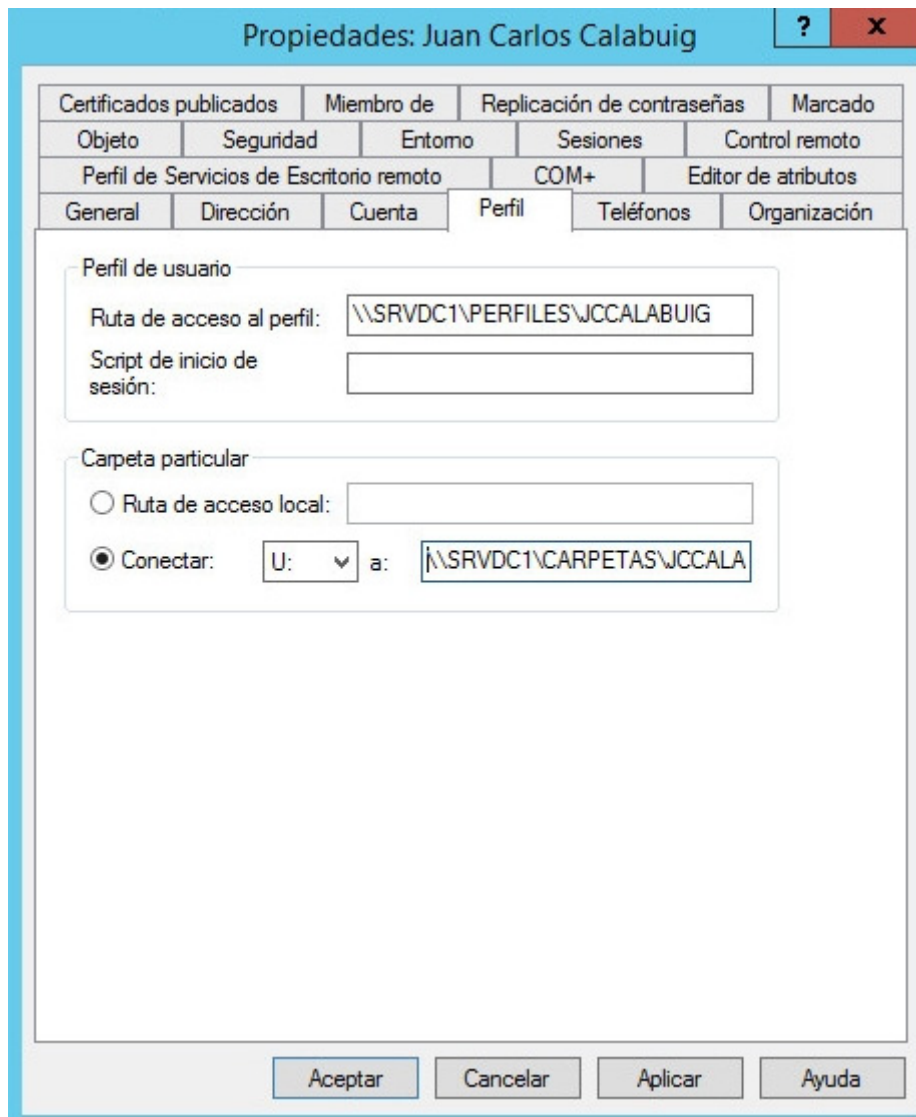 Propiedades: Juan Carlos Calabuig ? x
Certificados publicados Miembro de Replicación de contraseñas Marcado
Objeto Seguridad Entorno Sesiones Control remoto
Perfil de Servicios de Escritorio remoto COM+ Editor de atributos
General Dirección Cuenta Perfil Teléfonos Organización
Perfil de usuario
Ruta de acceso al perfil: \\SRVDC1\PERFILES\JCCALABUIG
Script de inicio de
sesión:
Carpeta particular
Ruta de acceso local:
Conectar: U: a: \\SRVDC1\CARPETAS\JCCALA
Aceptar Cancelar Aplicar Ayuda